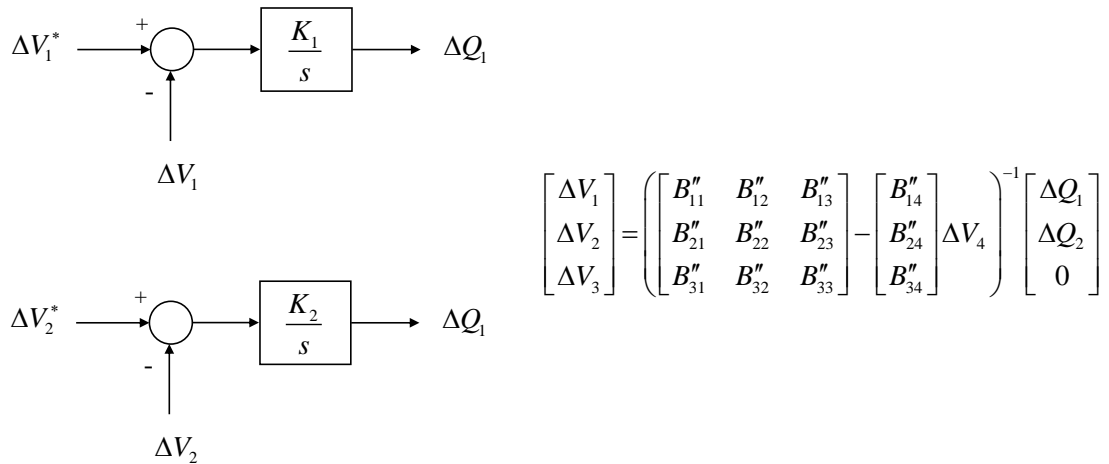 ΔV₁* + - K₁/s ΔQ₁
ΔV₁
[ΔV₁ ΔV₂ ΔV₃] = ([B″₁₁ B″₁₂ B″₁₃; B″₂₁ B″₂₂ B″₂₃; B″₃₁ B″₃₂ B″₃₃] − [B″₁₄; B″₂₄; B″₃₄] ΔV₄)⁻¹ [ΔQ₁; ΔQ₂; 0]
ΔV₂* + - K₂/s ΔQ₁
ΔV₂